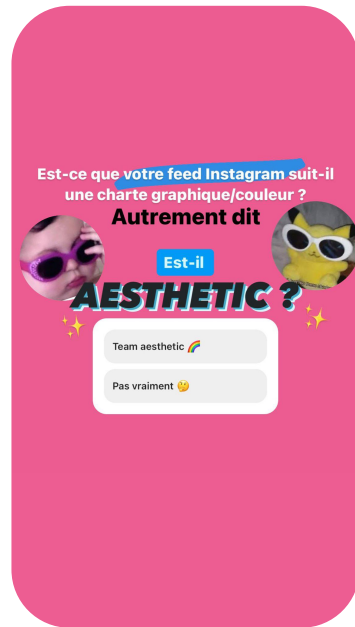 Est-ce que votre feed Instagram suit-il
une charte graphique/couleur ?
Autrement dit
Est-il
AESTHETIC ?
Team aesthetic 🌈
Pas vraiment 🤔